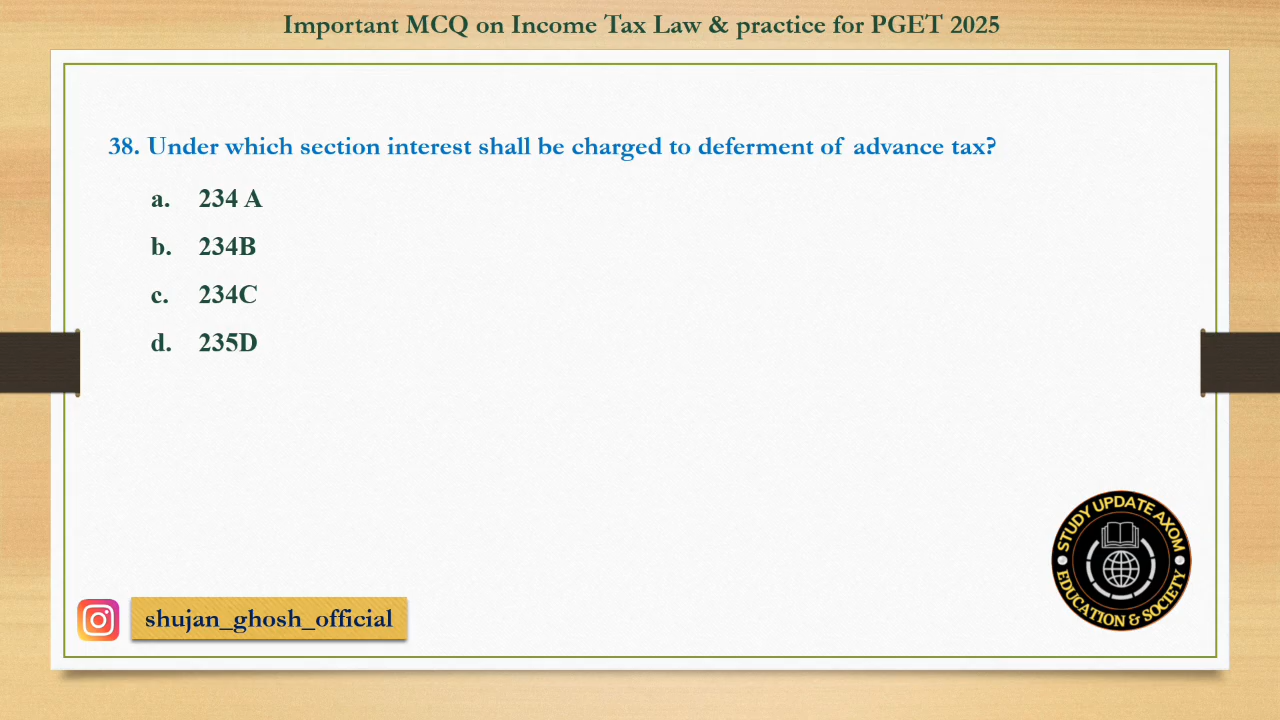 Important MCQ on Income Tax Law & practice for PGET 2025
38. Under which section interest shall be charged to deferment of advance tax?
a. 234 A
b. 234B
c. 234C
d. 235D
STUDY UPDATE AXOM
EDUCATION & SOCIETY
shujan_ghosh_official